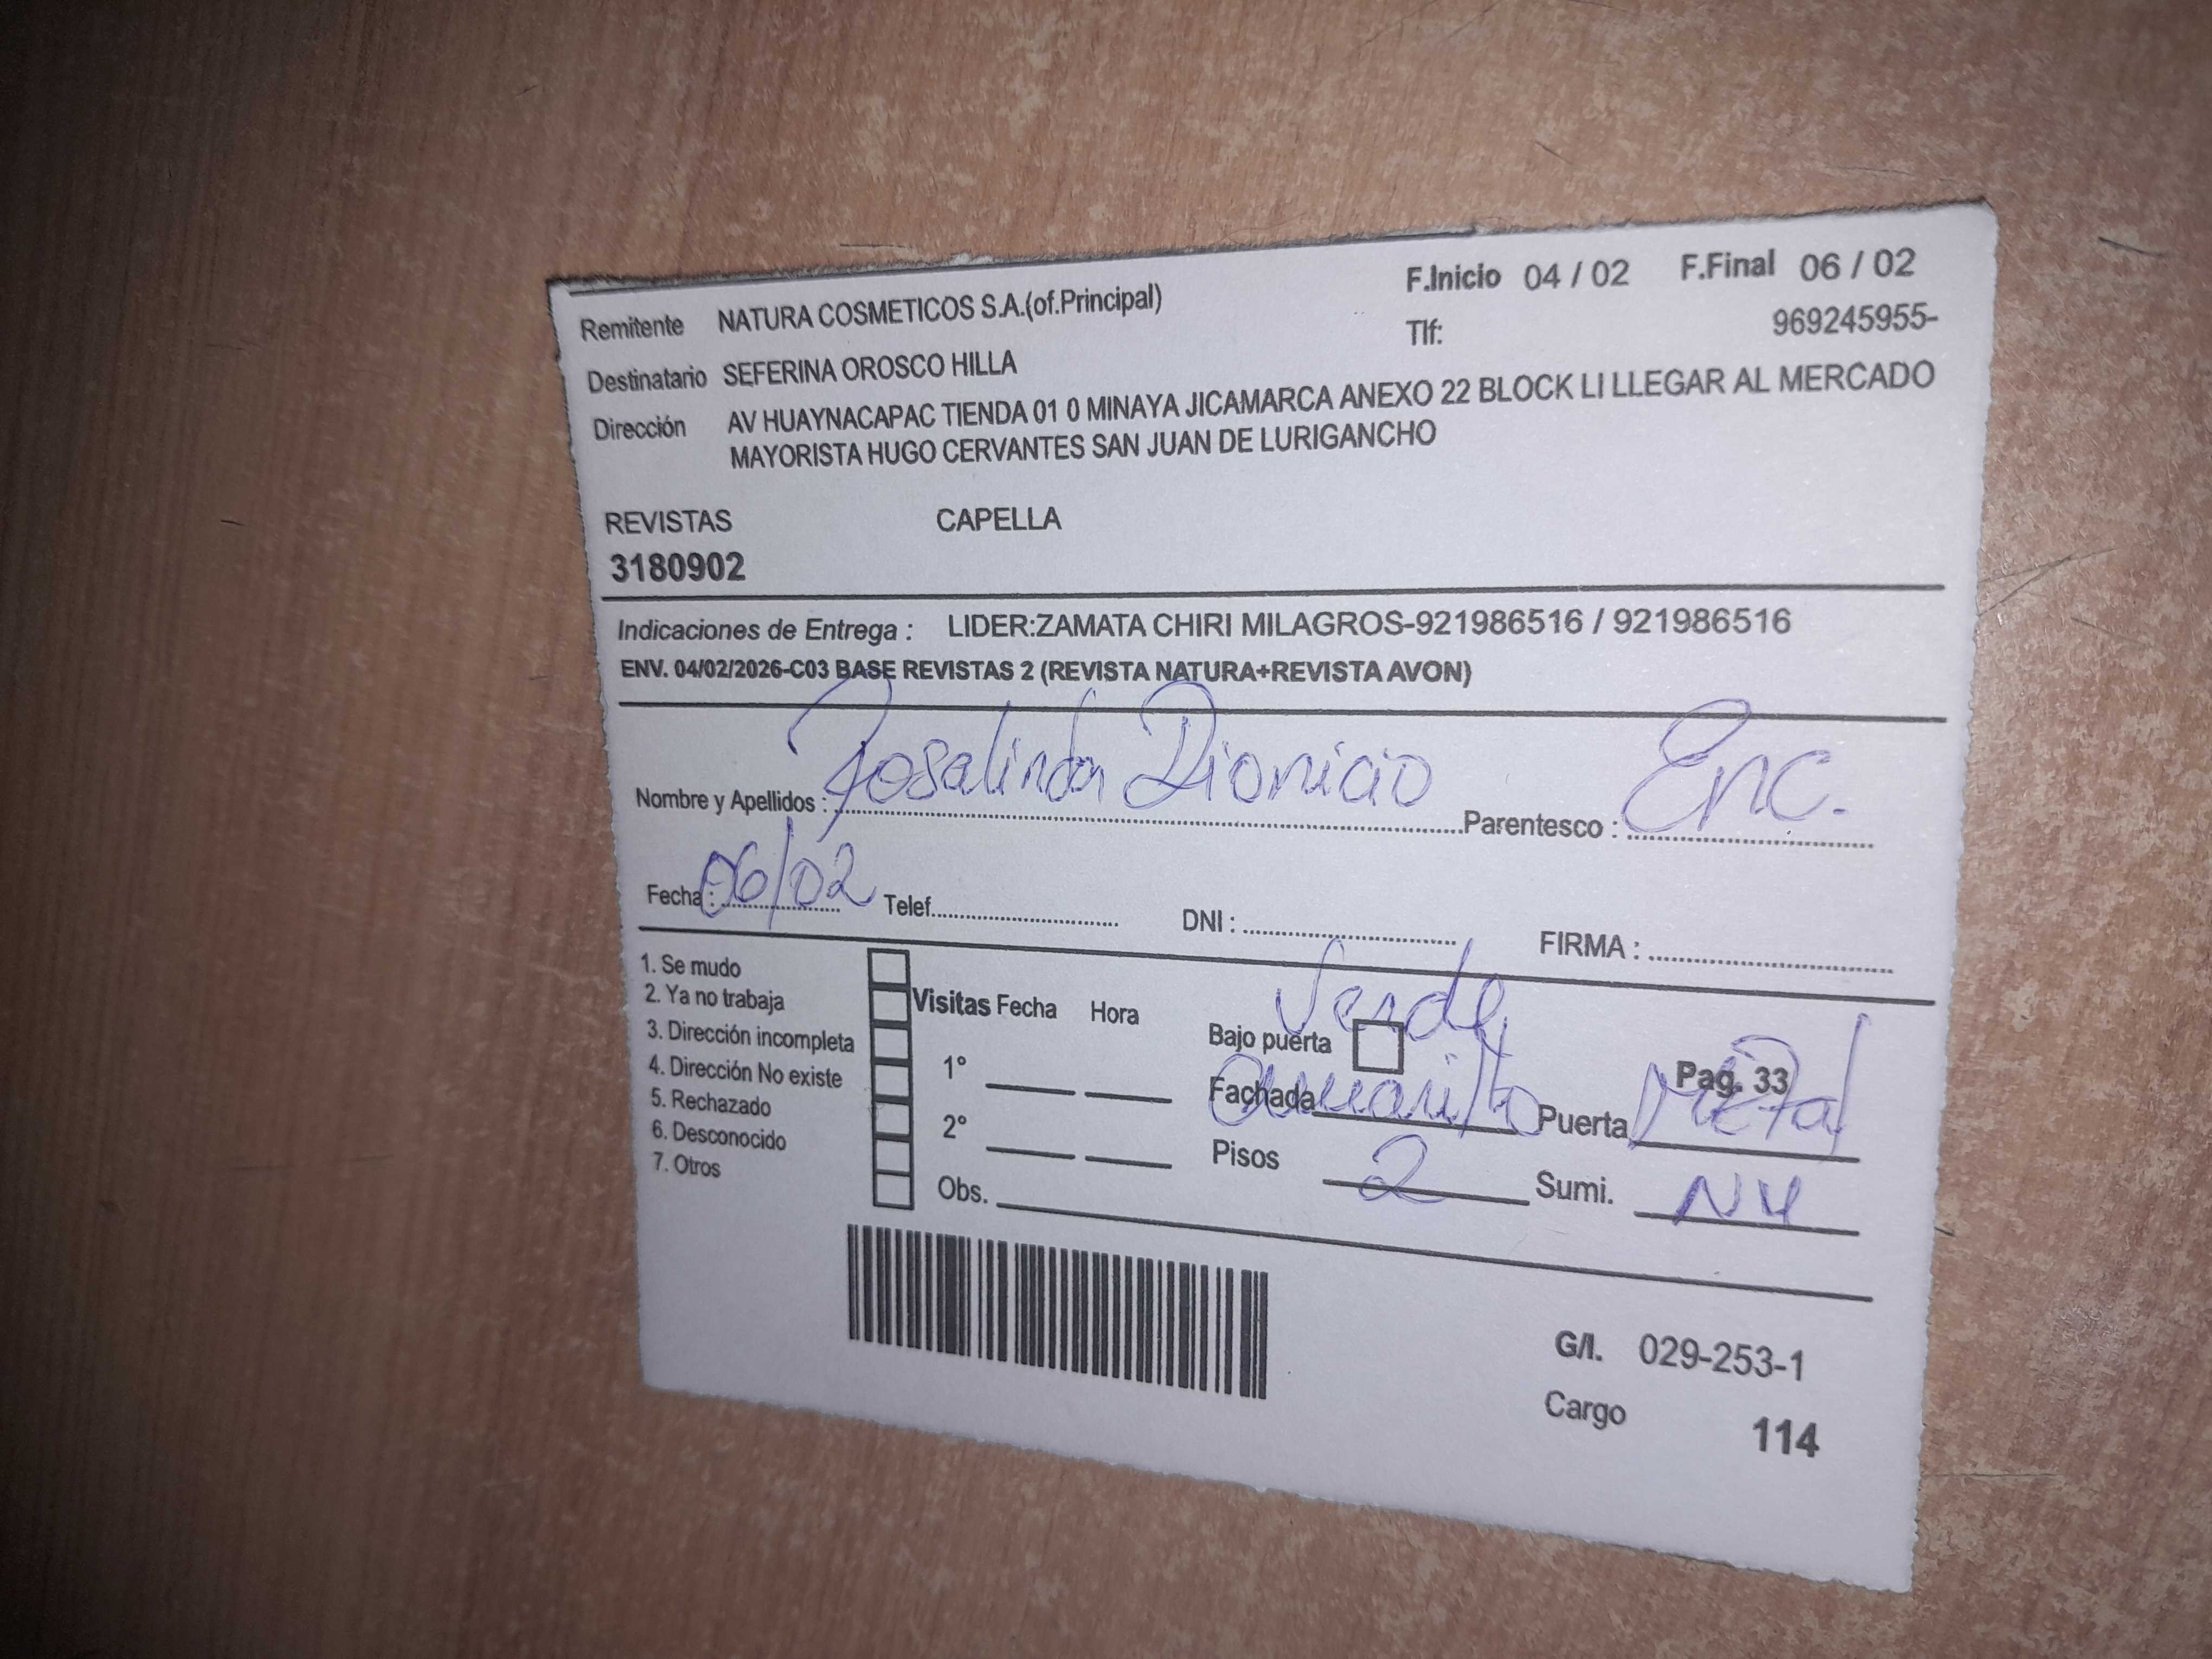 F.Inicio 04 / 02 F.Final 06 / 02
Remitente NATURA COSMETICOS S.A.(of.Principal)
Tlf: 969245955-
Destinatario SEFERINA OROSCO HILLA
Dirección AV HUAYNACAPAC TIENDA 01 0 MINAYA JICAMARCA ANEXO 22 BLOCK LI LLEGAR AL MERCADO
MAYORISTA HUGO CERVANTES SAN JUAN DE LURIGANCHO
REVISTAS CAPELLA
3180902
Indicaciones de Entrega : LIDER:ZAMATA CHIRI MILAGROS-921986516 / 921986516
ENV. 04/02/2026-C03 BASE REVISTAS 2 (REVISTA NATURA+REVISTA AVON)
Nombre y Apellidos : Rosalinda Dionicio Parentesco : Enc.
Fecha : 06/02 Telef. DNI : FIRMA :
1. Se mudo
2. Ya no trabaja
3. Dirección incompleta
4. Dirección No existe
5. Rechazado
6. Desconocido
7. Otros
Visitas Fecha Hora
1°
2°
Obs.
Verde
Bajo puerta
Pag. 33
Fachada amarillo Puerta Metal
Pisos 2 Sumi. NY
G/I. 029-253-1
Cargo 114